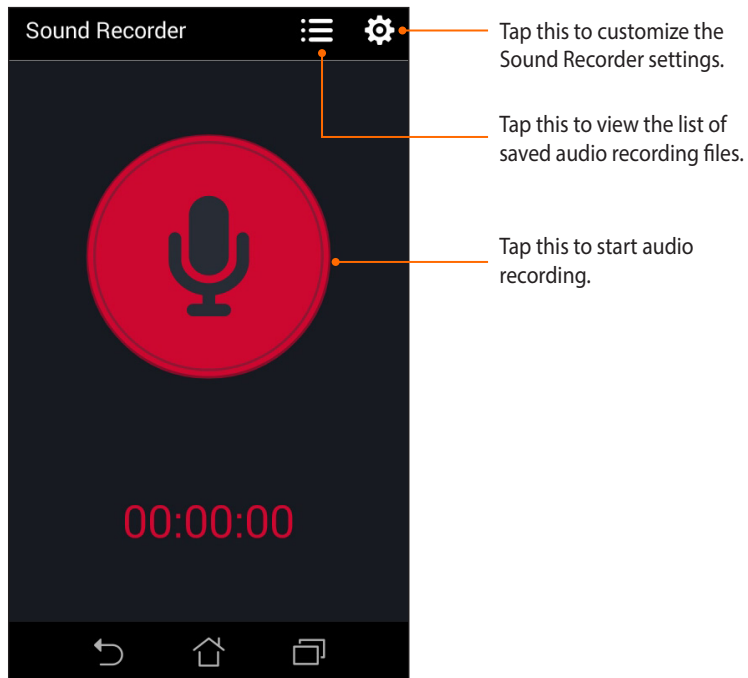 Sound Recorder
Tap this to customize the
Sound Recorder settings.
Tap this to view the list of
saved audio recording files.
Tap this to start audio
recording.
00:00:00